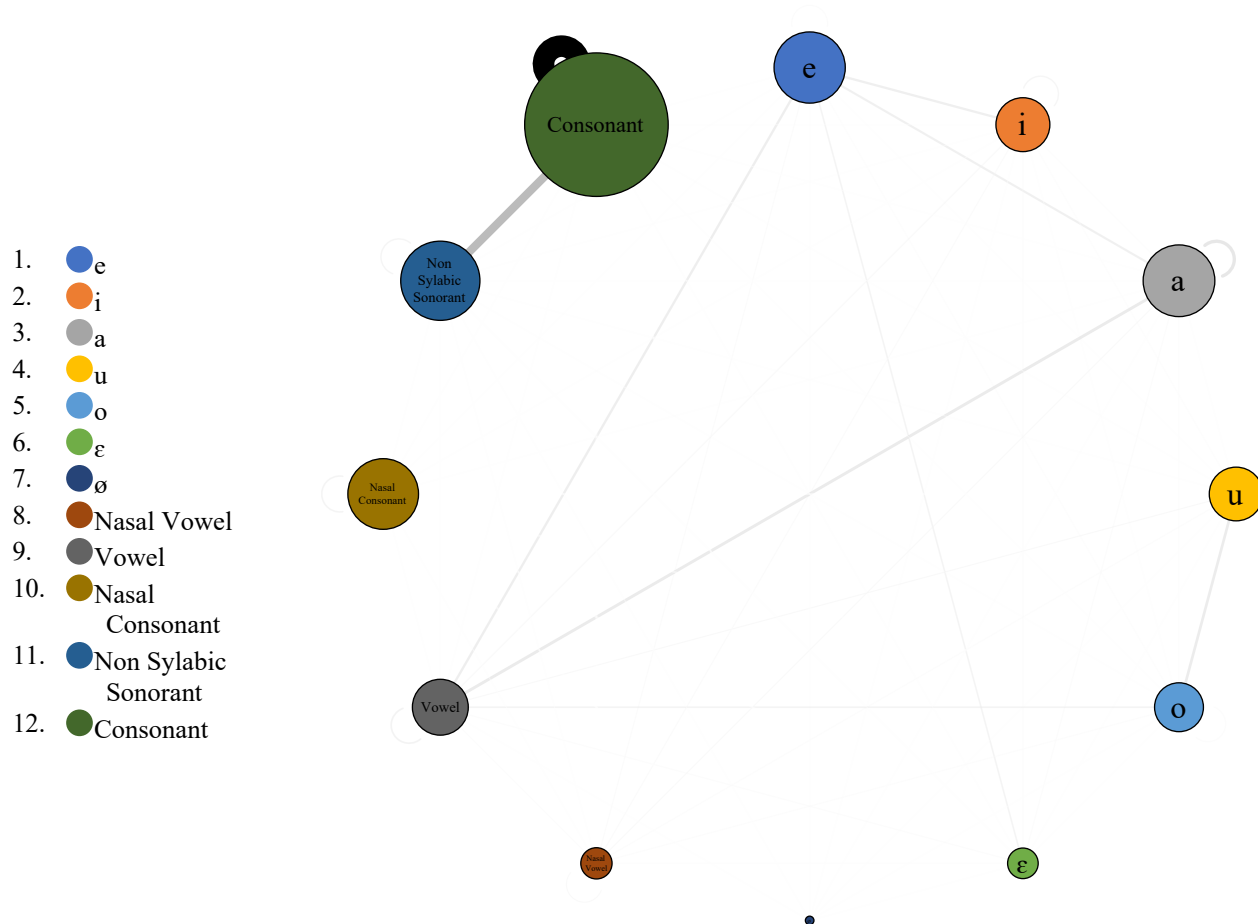 1. e
2. i
3. a
4. u
5. o
6. ε
7. ø
8. Nasal Vowel
9. Vowel
10. Nasal
Consonant
11. Non Sylabic
Sonorant
12. Consonant
e
i
Consonant
a
Non
Sylabic
Sonorant
u
Nasal
Consonant
o
Vowel
ε
Nasal
Vowel